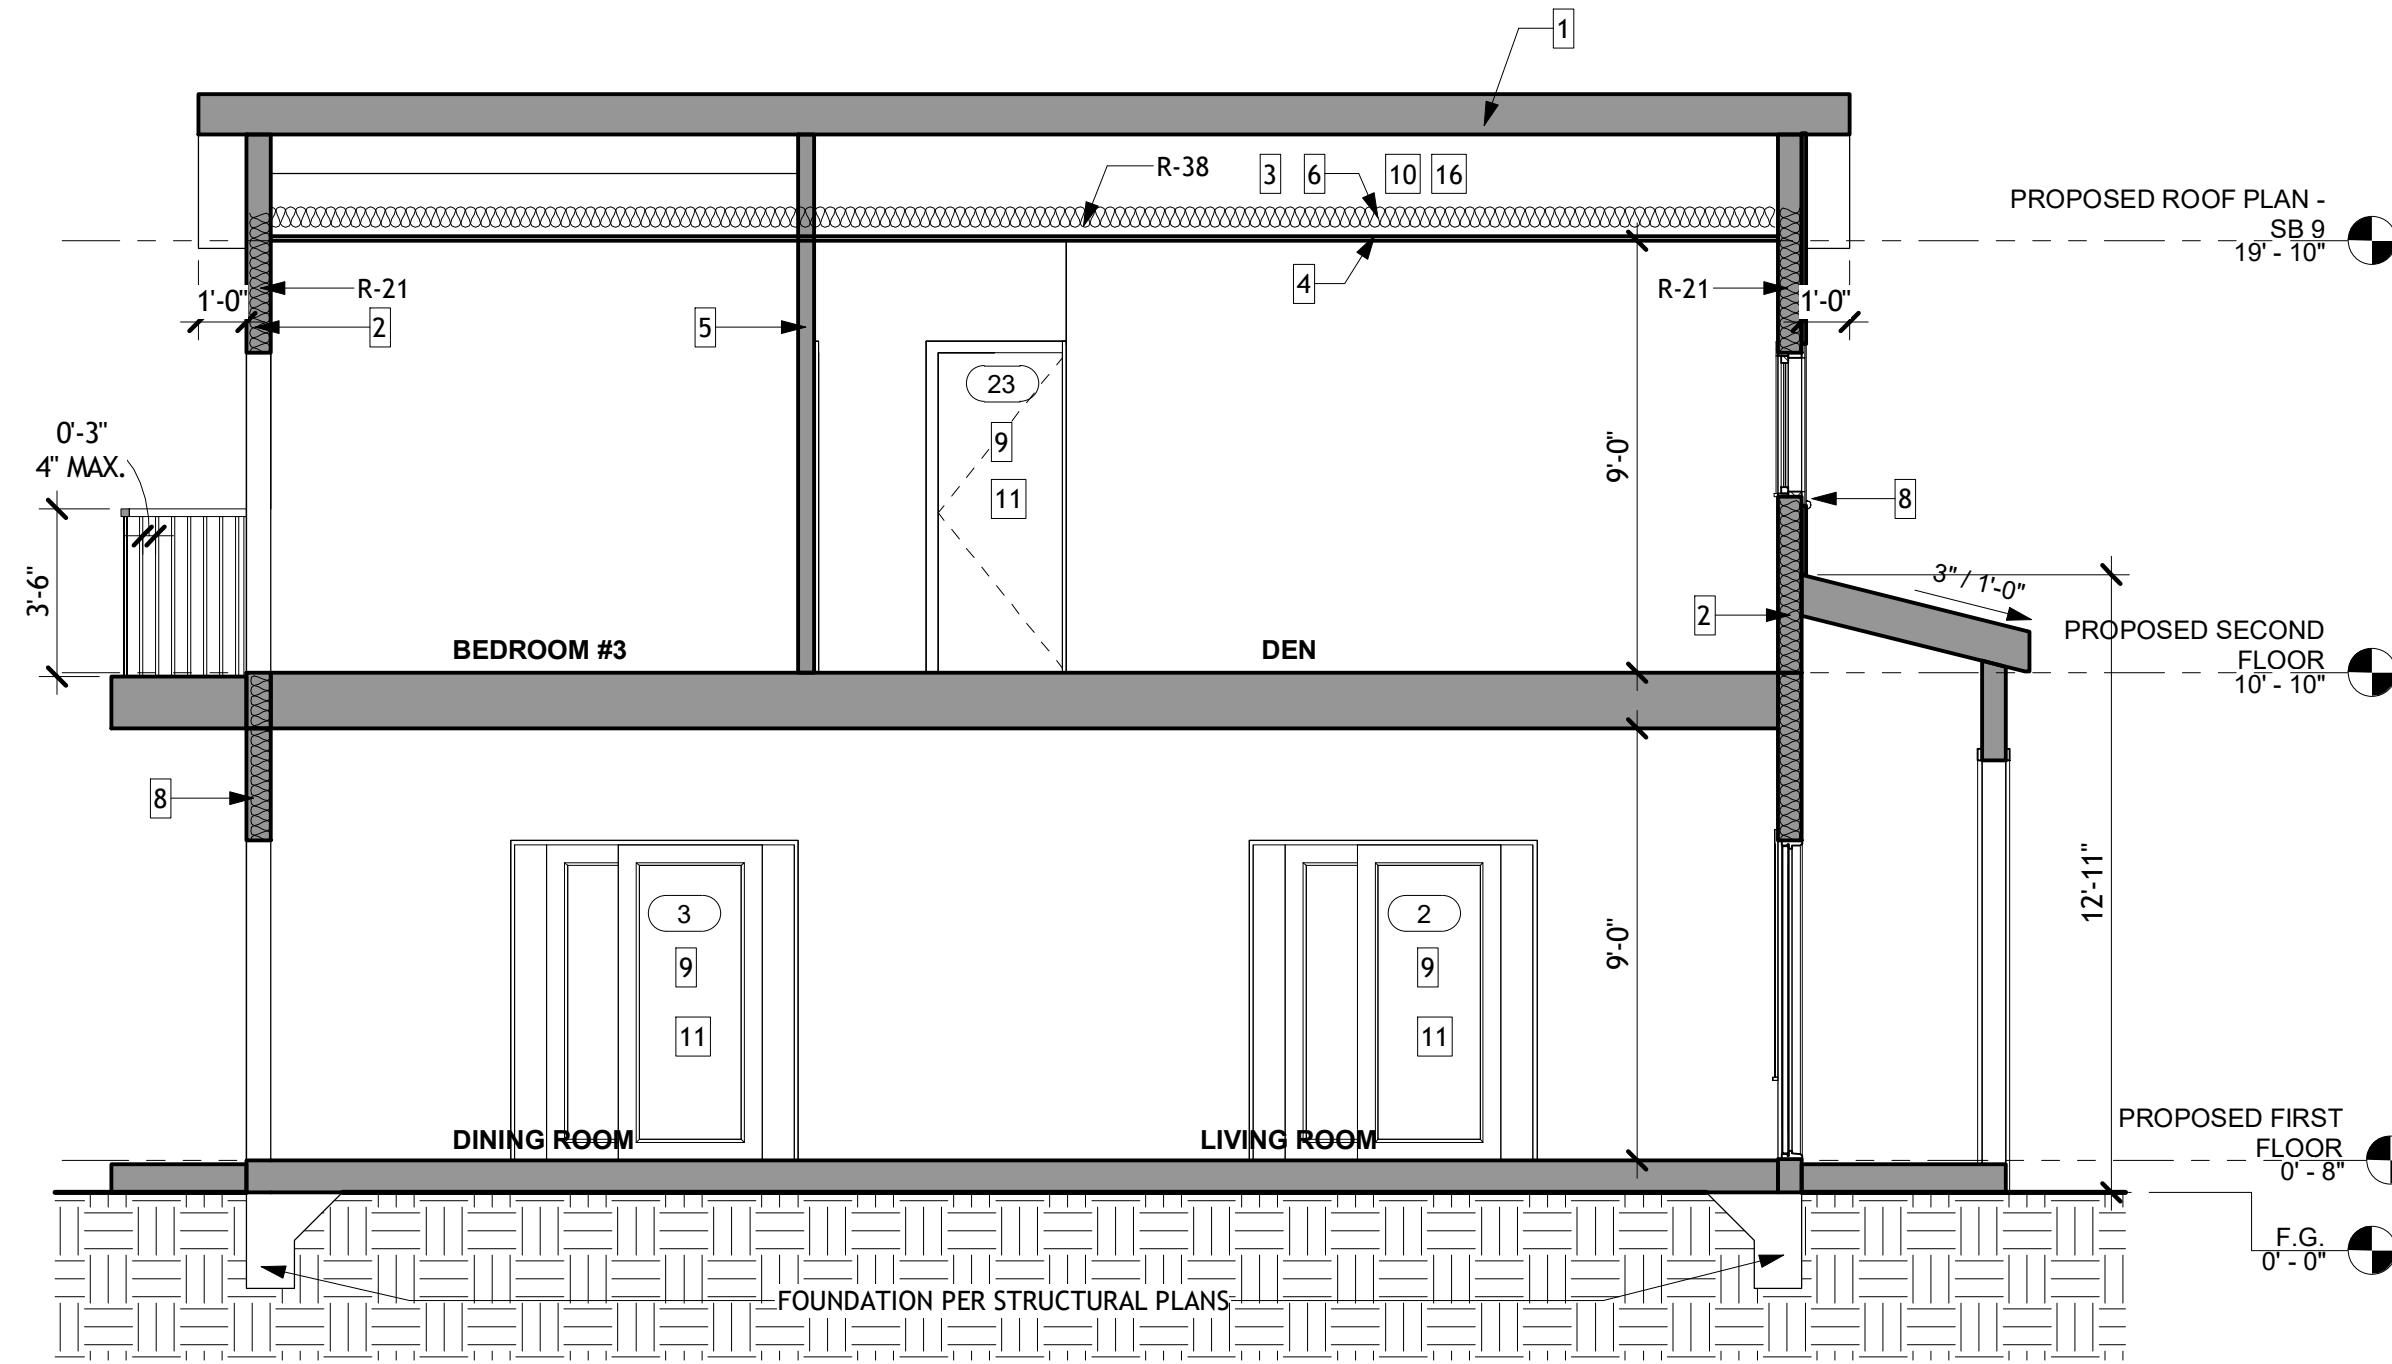 1
R-38
3
6
10
16
PROPOSED ROOF PLAN -
SB 9
19' - 10"
4
R-21
R-21
1'-0"
1'-0"
2
5
23
9
11
9'-0"
0'-3"
4" MAX.
8
3'-6"
3" / 1'-0"
2
PROPOSED SECOND
FLOOR
10' - 10"
BEDROOM #3
DEN
8
12'-11"
3
9
11
2
9
11
9'-0"
DINING ROOM
LIVING ROOM
PROPOSED FIRST
FLOOR
0' - 8"
F.G.
0' - 0"
FOUNDATION PER STRUCTURAL PLANS